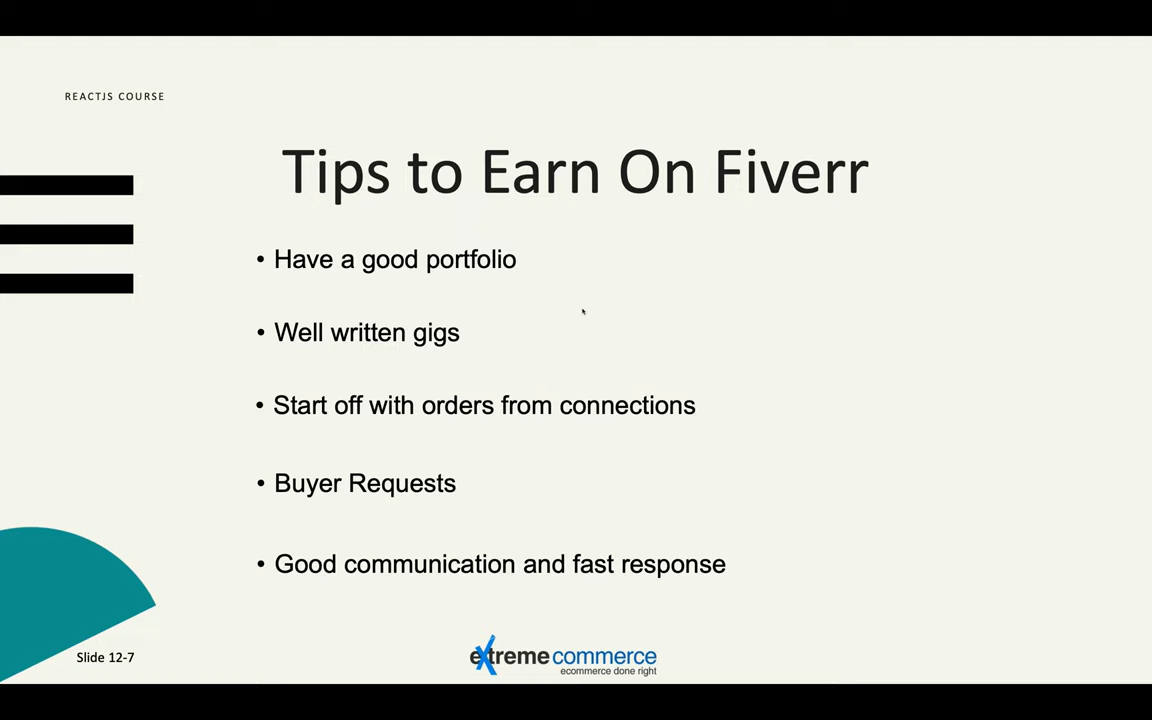 REACTJS COURSE
Tips to Earn On Fiverr
• Have a good portfolio
• Well written gigs
• Start off with orders from connections
• Buyer Requests
• Good communication and fast response
Slide 12-7
extreme commerce
ecommerce done right